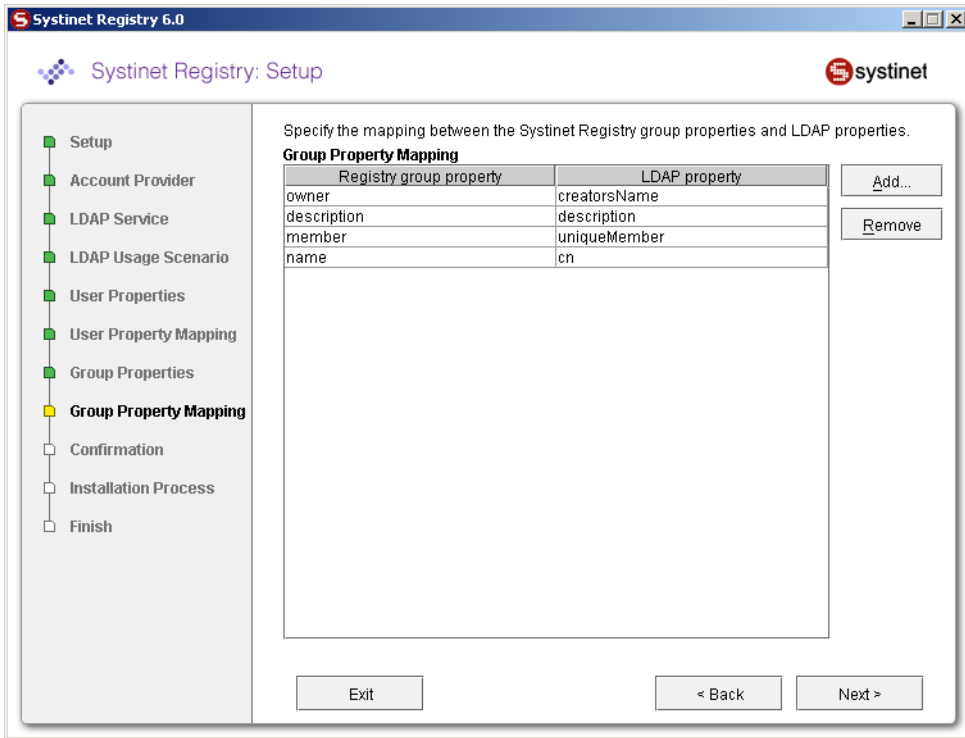 Systinet Registry 6.0
Systinet Registry: Setup
systinet
Setup
Account Provider
LDAP Service
LDAP Usage Scenario
User Properties
User Property Mapping
Group Properties
Group Property Mapping
Confirmation
Installation Process
Finish
Specify the mapping between the Systinet Registry group properties and LDAP properties.
Group Property Mapping
Registry group property LDAP property
owner creatorsName
description description
member uniqueMember
name cn
Add...
Remove
Exit
< Back
Next >